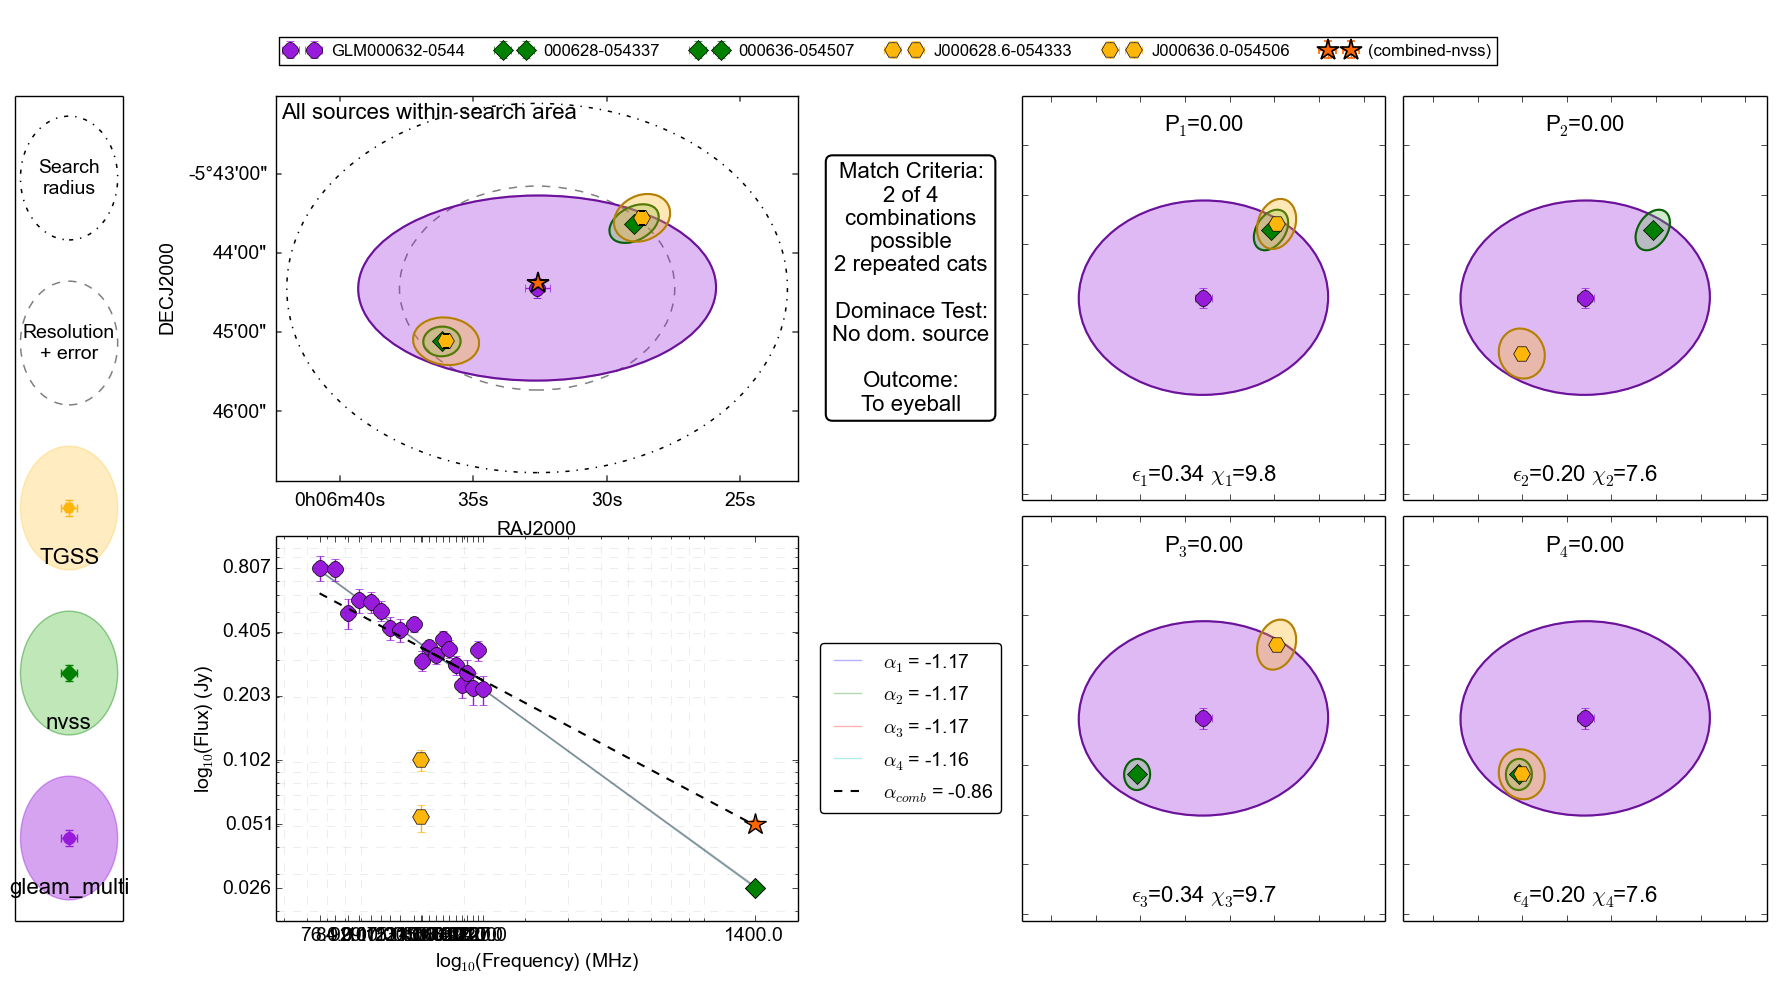 GLM000632-0544 000628-054337 000636-054507 J000628.6-054333 J000636.0-054506 (combined-nvss)
Search
radius
Resolution
+ error
TGSS
nvss
gleam_multi
All sources within search area
DECJ2000
-5°43'00"
44'00"
45'00"
46'00"
0h06m40s 35s 30s 25s
RAJ2000
Match Criteria:
2 of 4
combinations
possible
2 repeated cats
Dominace Test:
No dom. source
Outcome:
To eyeball
P1=0.00
ϵ1=0.34 χ1=9.8
P2=0.00
ϵ2=0.20 χ2=7.6
log10(Flux) (Jy)
0.807
0.405
0.203
0.102
0.051
0.026
1400.0
log10(Frequency) (MHz)
α1 = -1.17
α2 = -1.17
α3 = -1.17
α4 = -1.16
αcomb = -0.86
P3=0.00
ϵ3=0.34 χ3=9.7
P4=0.00
ϵ4=0.20 χ4=7.6